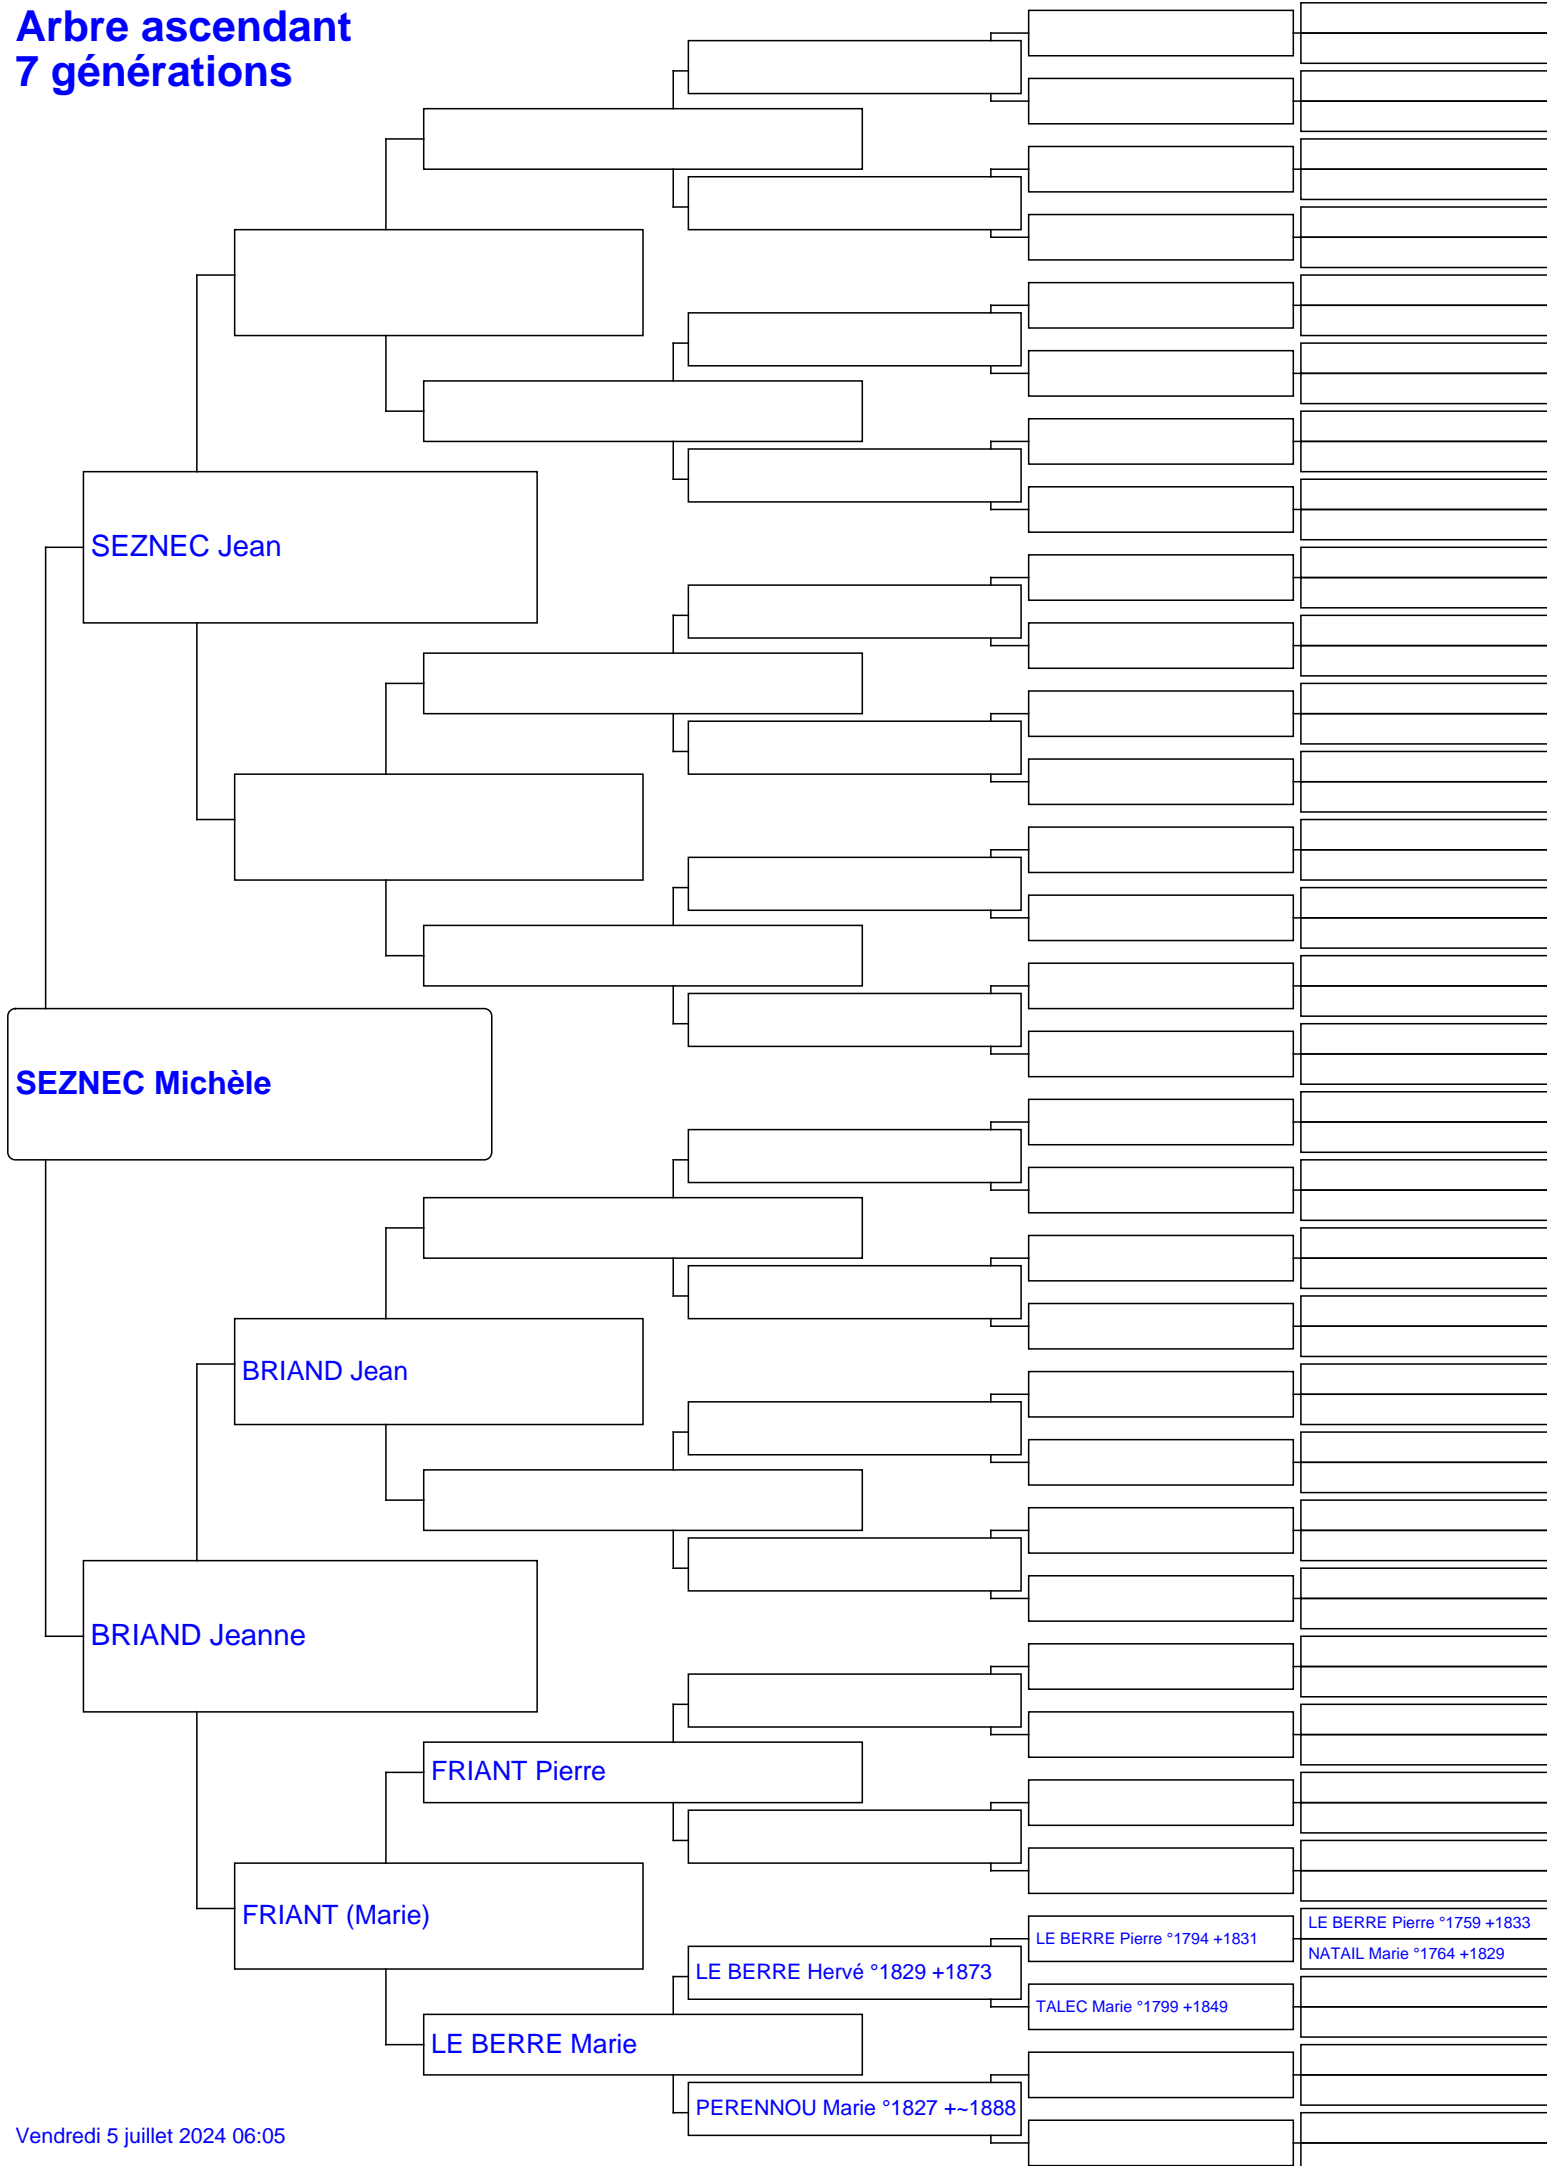 Arbre ascendant
7 générations
SEZNEC Jean
SEZNEC Michèle
BRIAND Jean
BRIAND Jeanne
FRIANT Pierre
FRIANT (Marie)
LE BERRE Pierre °1759 +1833
LE BERRE Pierre °1794 +1831
NATAIL Marie °1764 +1829
LE BERRE Hervé °1829 +1873
TALEC Marie °1799 +1849
LE BERRE Marie
PERENNOU Marie °1827 +~1888
Vendredi 5 juillet 2024 06:05